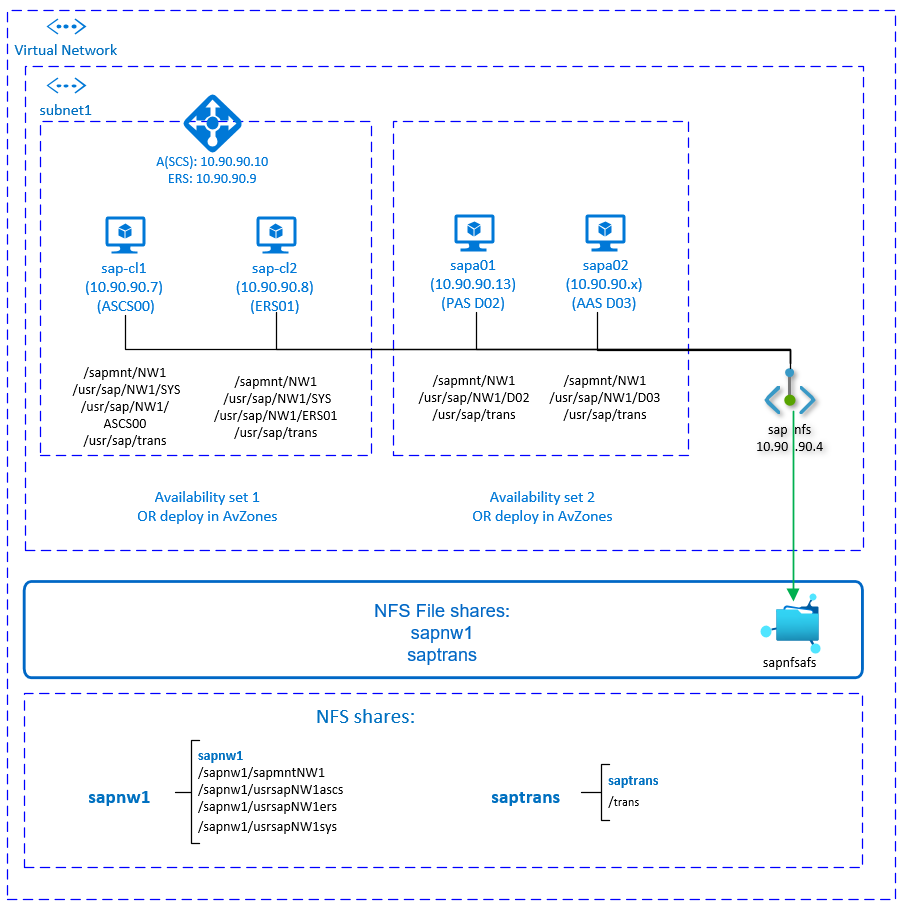 Virtual Network
subnet1
A(SCS): 10.90.90.10
ERS: 10.90.90.9
sap-cl1
(10.90.90.7)
(ASCS00)
sap-cl2
(10.90.90.8)
(ERS01)
sapa01
(10.90.90.13)
(PAS D02)
sapa02
(10.90.90.x)
(AAS D03)
/sapmnt/NW1
/usr/sap/NW1/SYS
/usr/sap/NW1/
ASCS00
/usr/sap/trans
/sapmnt/NW1
/usr/sap/NW1/SYS
/usr/sap/NW1/ERS01
/usr/sap/trans
/sapmnt/NW1
/usr/sap/NW1/D02
/usr/sap/trans
/sapmnt/NW1
/usr/sap/NW1/D03
/usr/sap/trans
10.90.90.4
Availability set 1
OR deploy in AvZones
Availability set 2
OR deploy in AvZones
NFS File shares:
sapnw1
saptrans
sapnfsafs
NFS shares:
sapnw1
sapnw1
/sapnw1/sapmntNW1
/sapnw1/usrsapNW1ascs
/sapnw1/usrsapNW1ers
/sapnw1/usrsapNW1sys
saptrans
saptrans
/trans